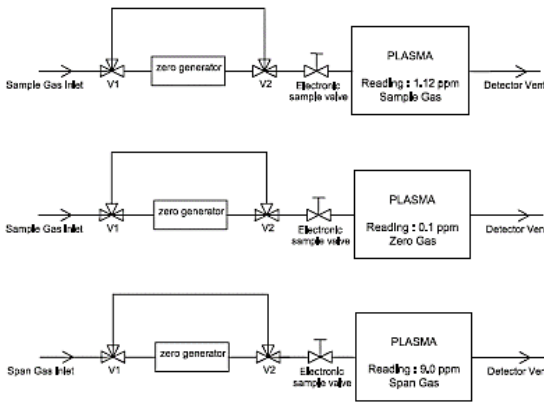 PLASMA
zero generator
Reading : 1.12 ppm
Sample Gas Inlet V1 V2 Electronic sample valve Sample Gas Detector Vent
PLASMA
zero generator
Reading : 0.1 ppm
Sample Gas Inlet V1 V2 Electronic sample valve Zero Gas Detector Vent
PLASMA
zero generator
Reading : 9.0 ppm
Span Gas Inlet V1 V2 Electronic sample valve Span Gas Detector Vent